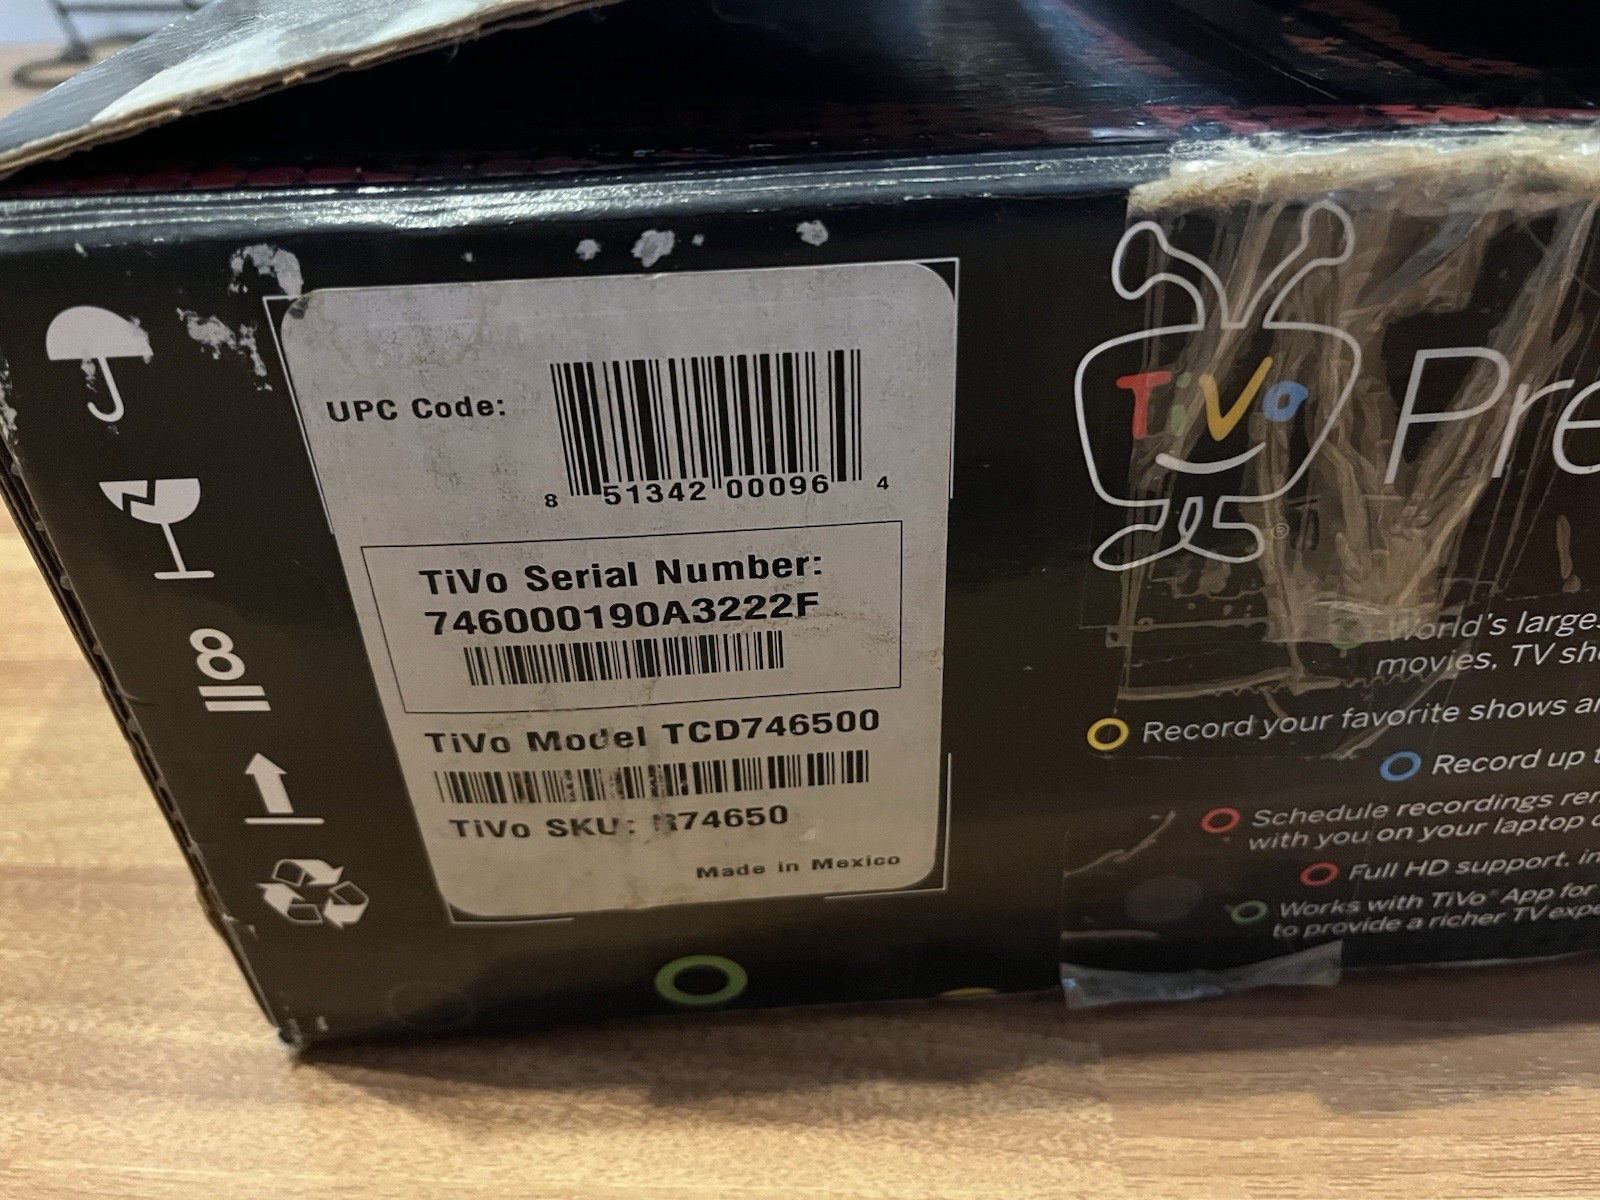 UPC Code:
8 51342 00096 4
TiVo Serial Number:
746000190A3222F
TiVo Model TCD746500
TiVo SKU: R74650
Made in Mexico
8
TiVo
Pre
World's large
movies, TV sh
Record your favorite shows a
Record up t
Schedule recordings re
with you on your laptop
Full HD support, in
Works with TiVo® App for
to provide a richer TV exp